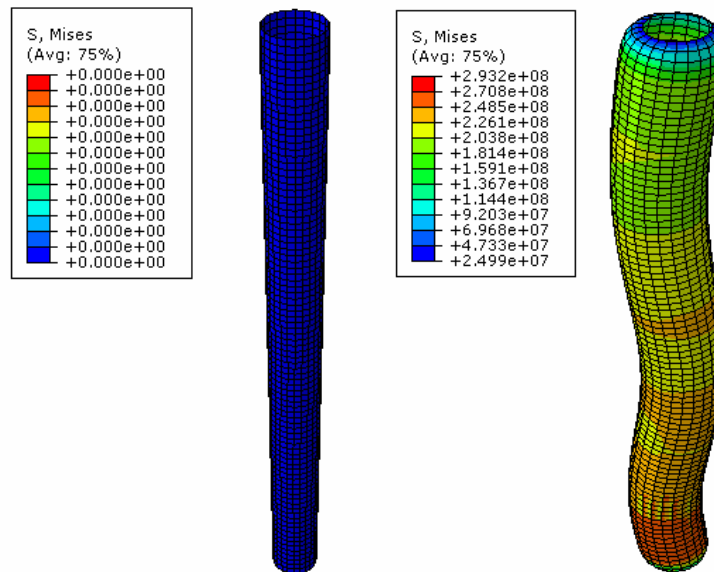 S, Mises
(Avg: 75%)
+0.000e+00
+0.000e+00
+0.000e+00
+0.000e+00
+0.000e+00
+0.000e+00
+0.000e+00
+0.000e+00
+0.000e+00
+0.000e+00
+0.000e+00
+0.000e+00
+0.000e+00
S, Mises
(Avg: 75%)
+2.932e+08
+2.708e+08
+2.485e+08
+2.261e+08
+2.038e+08
+1.814e+08
+1.591e+08
+1.367e+08
+1.144e+08
+9.203e+07
+6.968e+07
+4.733e+07
+2.499e+07